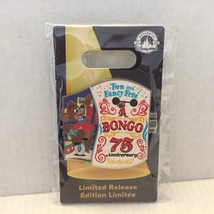 Fun and
Fancy Free
BONGO
75
Anniversary
Limited Release
Édition Limitée